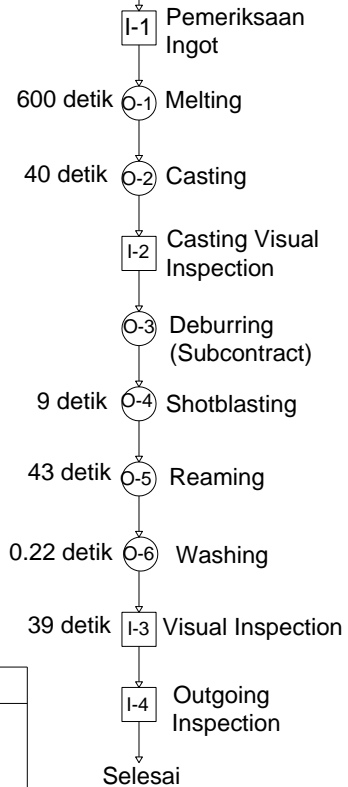 I-1 Pemeriksaan
Ingot
600 detik O-1 Melting
40 detik O-2 Casting
I-2 Casting Visual
Inspection
O-3 Deburring
(Subcontract)
9 detik O-4 Shotblasting
43 detik O-5 Reaming
0.22 detik O-6 Washing
39 detik I-3 Visual Inspection
I-4 Outgoing
Inspection
Selesai